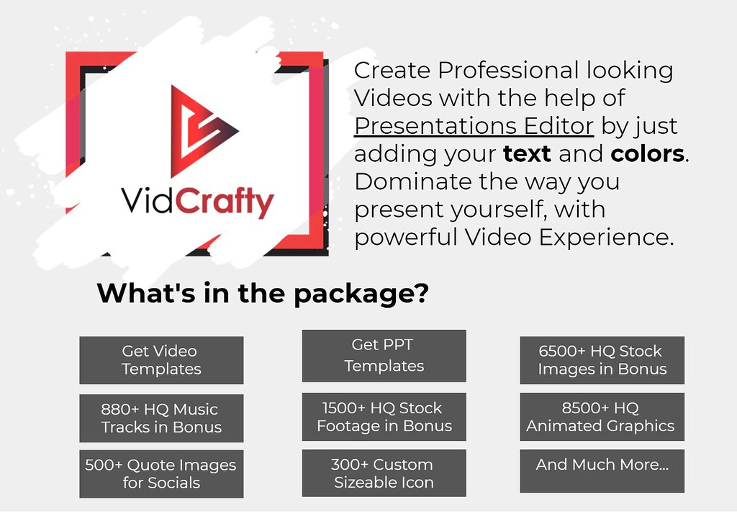 Create Professional looking
Videos with the help of
Presentations Editor by just
adding your text and colors.
Dominate the way you
present yourself, with
powerful Video Experience.
VidCrafty
What's in the package?
Get Video
Templates
Get PPT
Templates
6500+ HQ Stock
Images in Bonus
880+ HQ Music
Tracks in Bonus
1500+ HQ Stock
Footage in Bonus
8500+ HQ
Animated Graphics
500+ Quote Images
for Socials
300+ Custom
Sizeable Icon
And Much More...